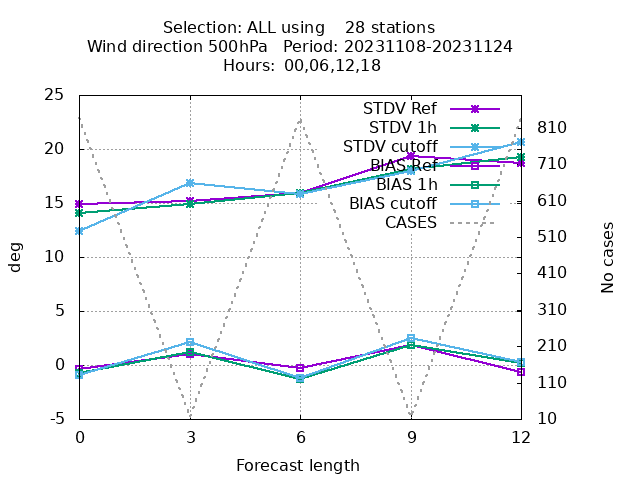 Selection: ALL using 28 stations
Wind direction 500hPa Period: 20231108-20231124
Hours: 00,06,12,18
25
20
15
10
5
0
-5
deg
STDV Ref
STDV 1h
STDV cutoff
BIAS Ref
BIAS 1h
BIAS cutoff
CASES
810
710
610
510
410
310
210
110
10
No cases
0 3 6 9 12
Forecast length